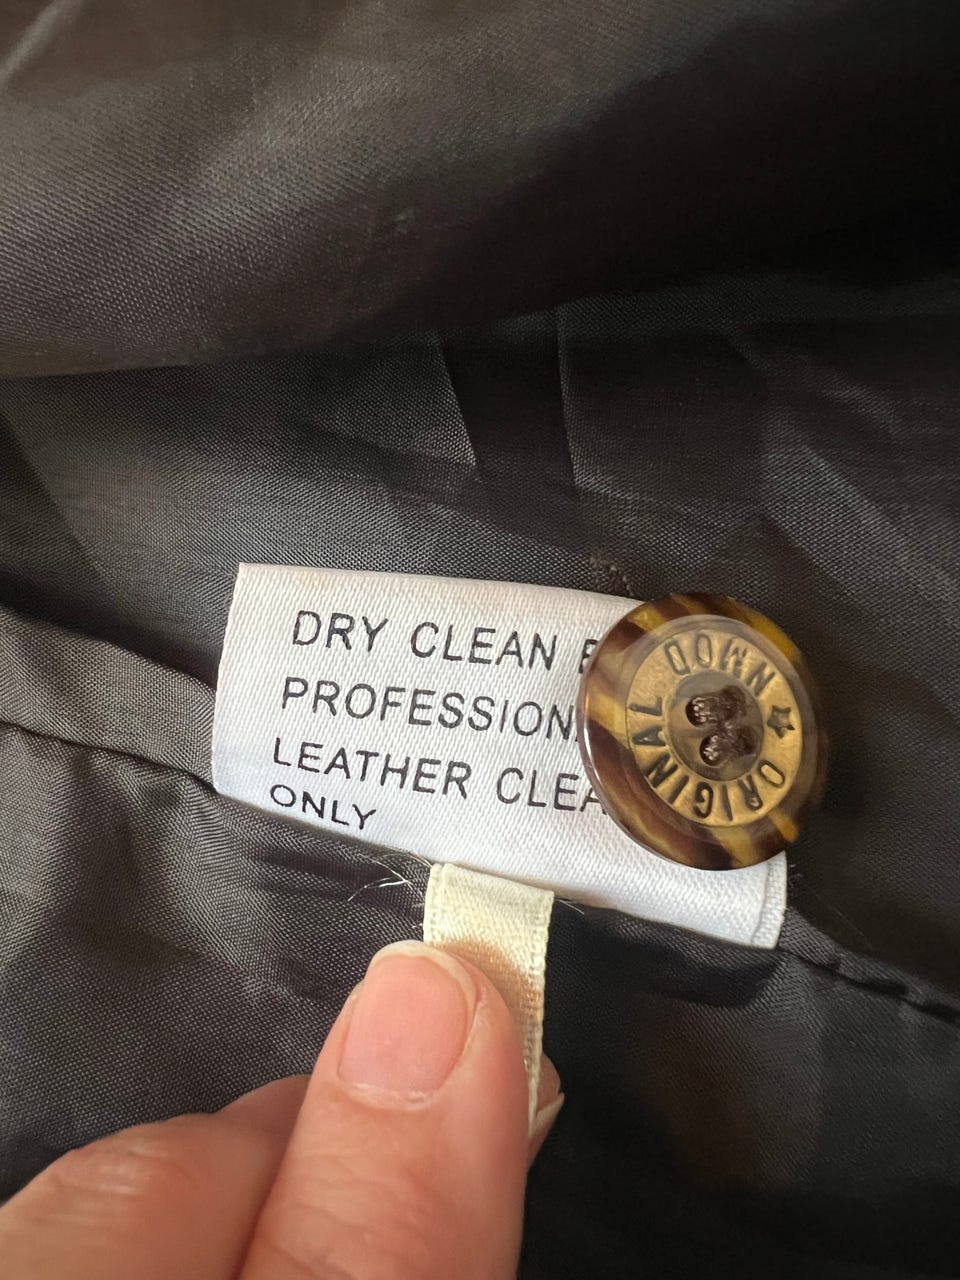 DRY CLEAN
PROFESSION
LEATHER CLEA
ONLY
ORIGINAL DOWN